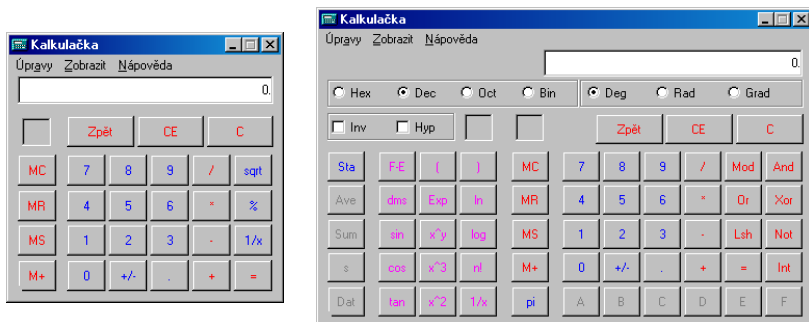 Kalkulačka
Úpravy Zobrazit Nápověda
0.
Zpět CE C
MC 7 8 9 / sqrt
MR 4 5 6 * %
MS 1 2 3 - 1/x
M+ 0 +/- . + =
Kalkulačka
Úpravy Zobrazit Nápověda
0.
Hex Dec Oct Bin Deg Rad Grad
Inv Hyp Zpět CE C
Sta F-E ( ) MC 7 8 9 / Mod And
Ave dms Exp ln MR 4 5 6 * Or Xor
Sum sin x^y log MS 1 2 3 - Lsh Not
s cos x^3 n! M+ 0 +/- . + = Int
Dat tan x^2 1/x pi A B C D E F